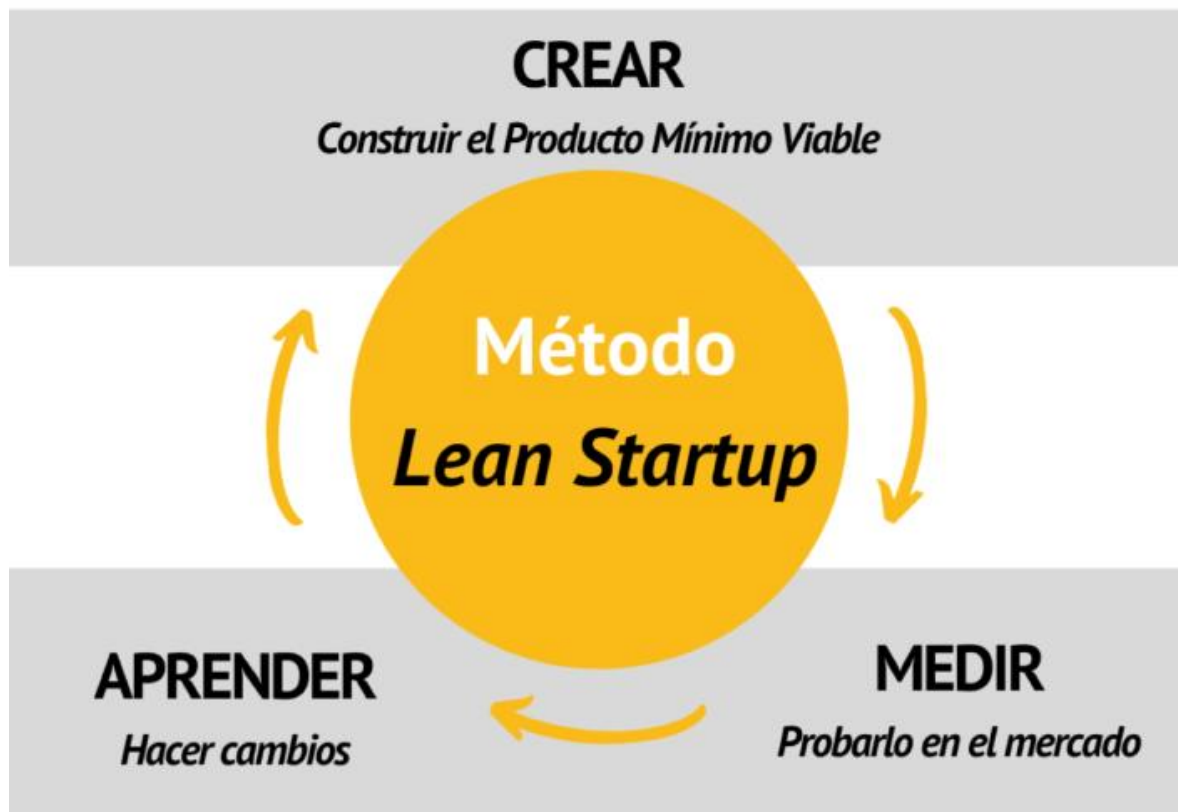 CREAR
Construir el Producto Mínimo Viable
Método
Lean Startup
APRENDER
Hacer cambios
MEDIR
Probarlo en el mercado